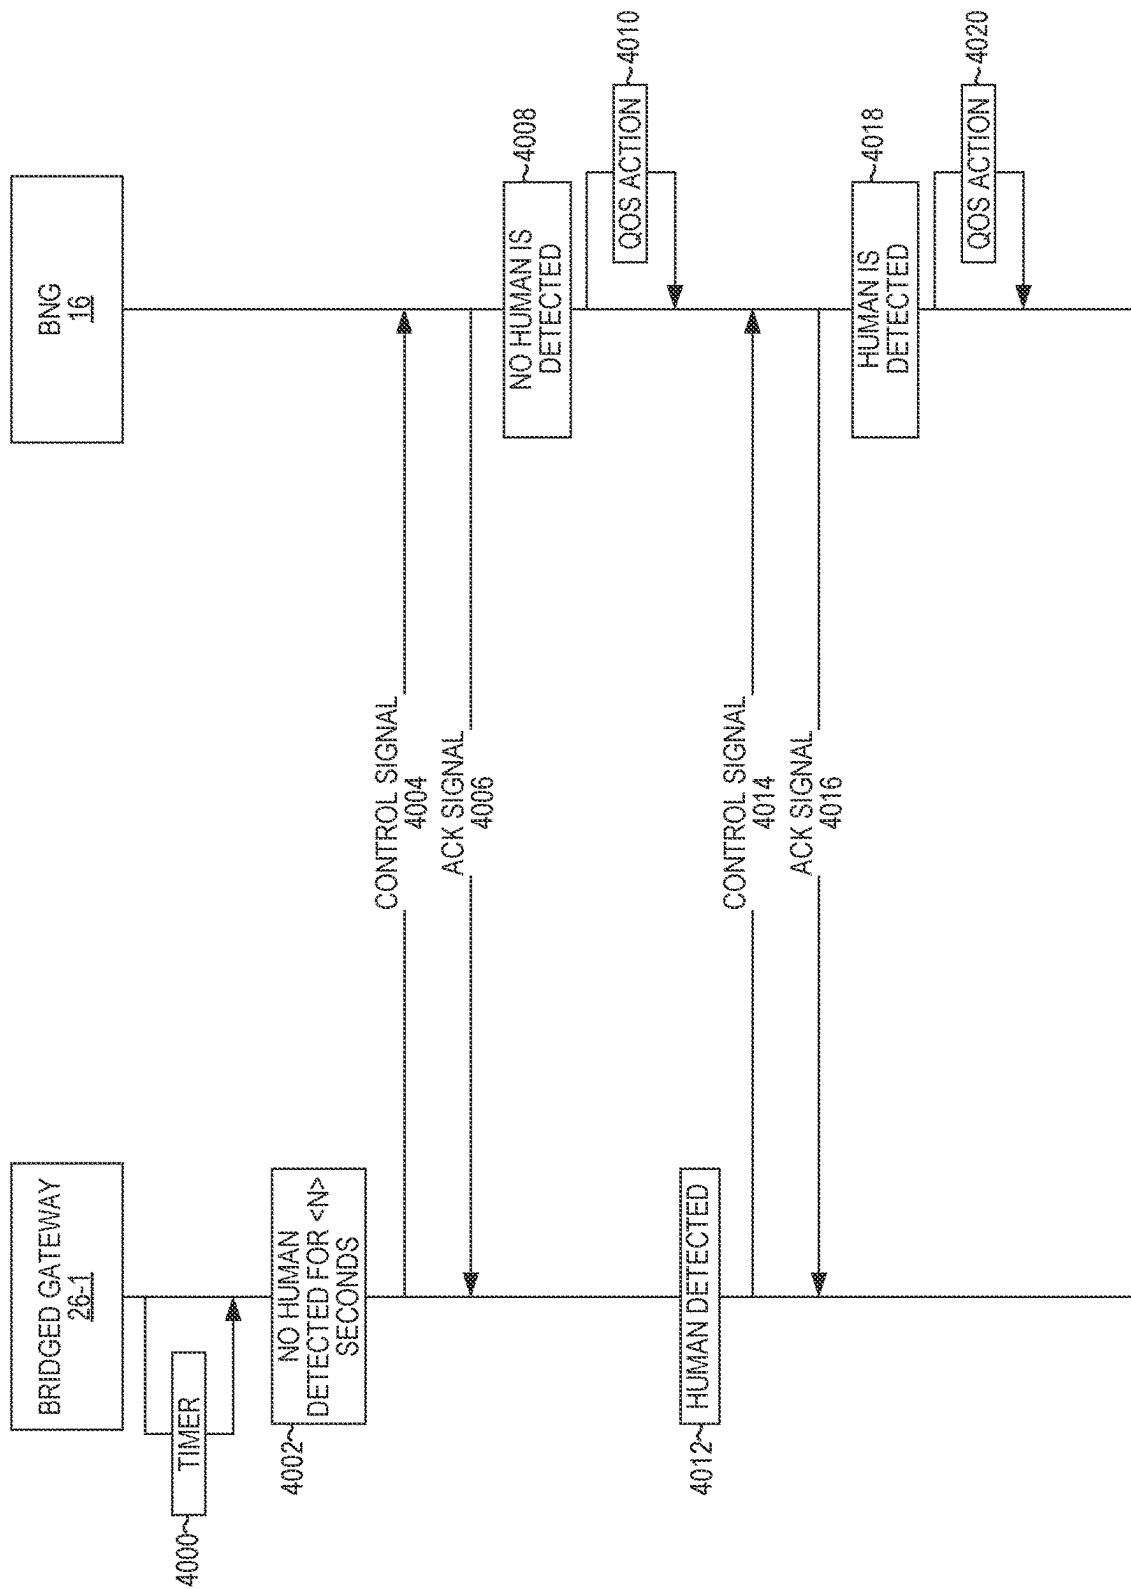 BRIDGED GATEWAY
26-1
BNG
16
4000
TIMER
4002
NO HUMAN
DETECTED FOR <N>
SECONDS
CONTROL SIGNAL
4004
ACK SIGNAL
4006
NO HUMAN IS
DETECTED
4008
QOS ACTION
4010
4012
HUMAN DETECTED
CONTROL SIGNAL
4014
ACK SIGNAL
4016
HUMAN IS
DETECTED
4018
QOS ACTION
4020